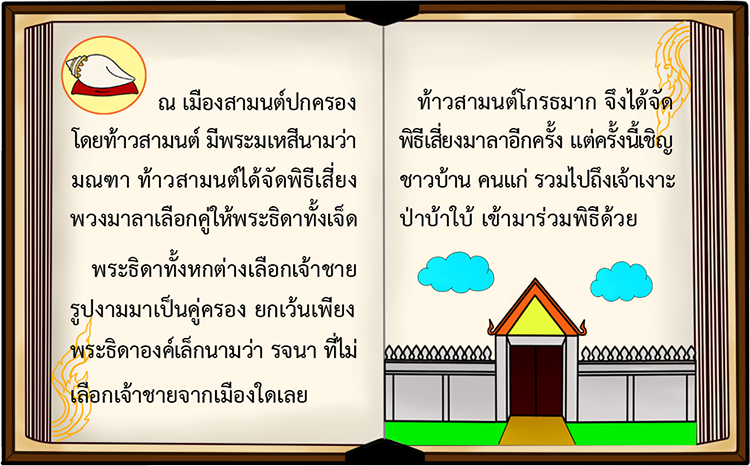 ณ เมืองสามนต์ปกครอง
โดยท้าวสามนต์ มีพระมเหสีนามว่า
มณฑา ท้าวสามนต์ได้จัดพิธีเสี่ยง
พวงมาลาเลือกคู่ให้พระธิดาทั้งเจ็ด
พระธิดาทั้งหกต่างเลือกเจ้าชาย
รูปงามมาเป็นคู่ครอง ยกเว้นเพียง
พระธิดาองค์เล็กนามว่า รจนา ที่ไม่
เลือกเจ้าชายจากเมืองใดเลย
ท้าวสามนต์โกรธมาก จึงได้จัด
พิธีเสี่ยงมาลาอีกครั้ง แต่ครั้งนี้เชิญ
ชาวบ้าน คนแก่ รวมไปถึงเจ้าเงาะ
ป่าบ้าใบ้ เข้ามาร่วมพิธีด้วย